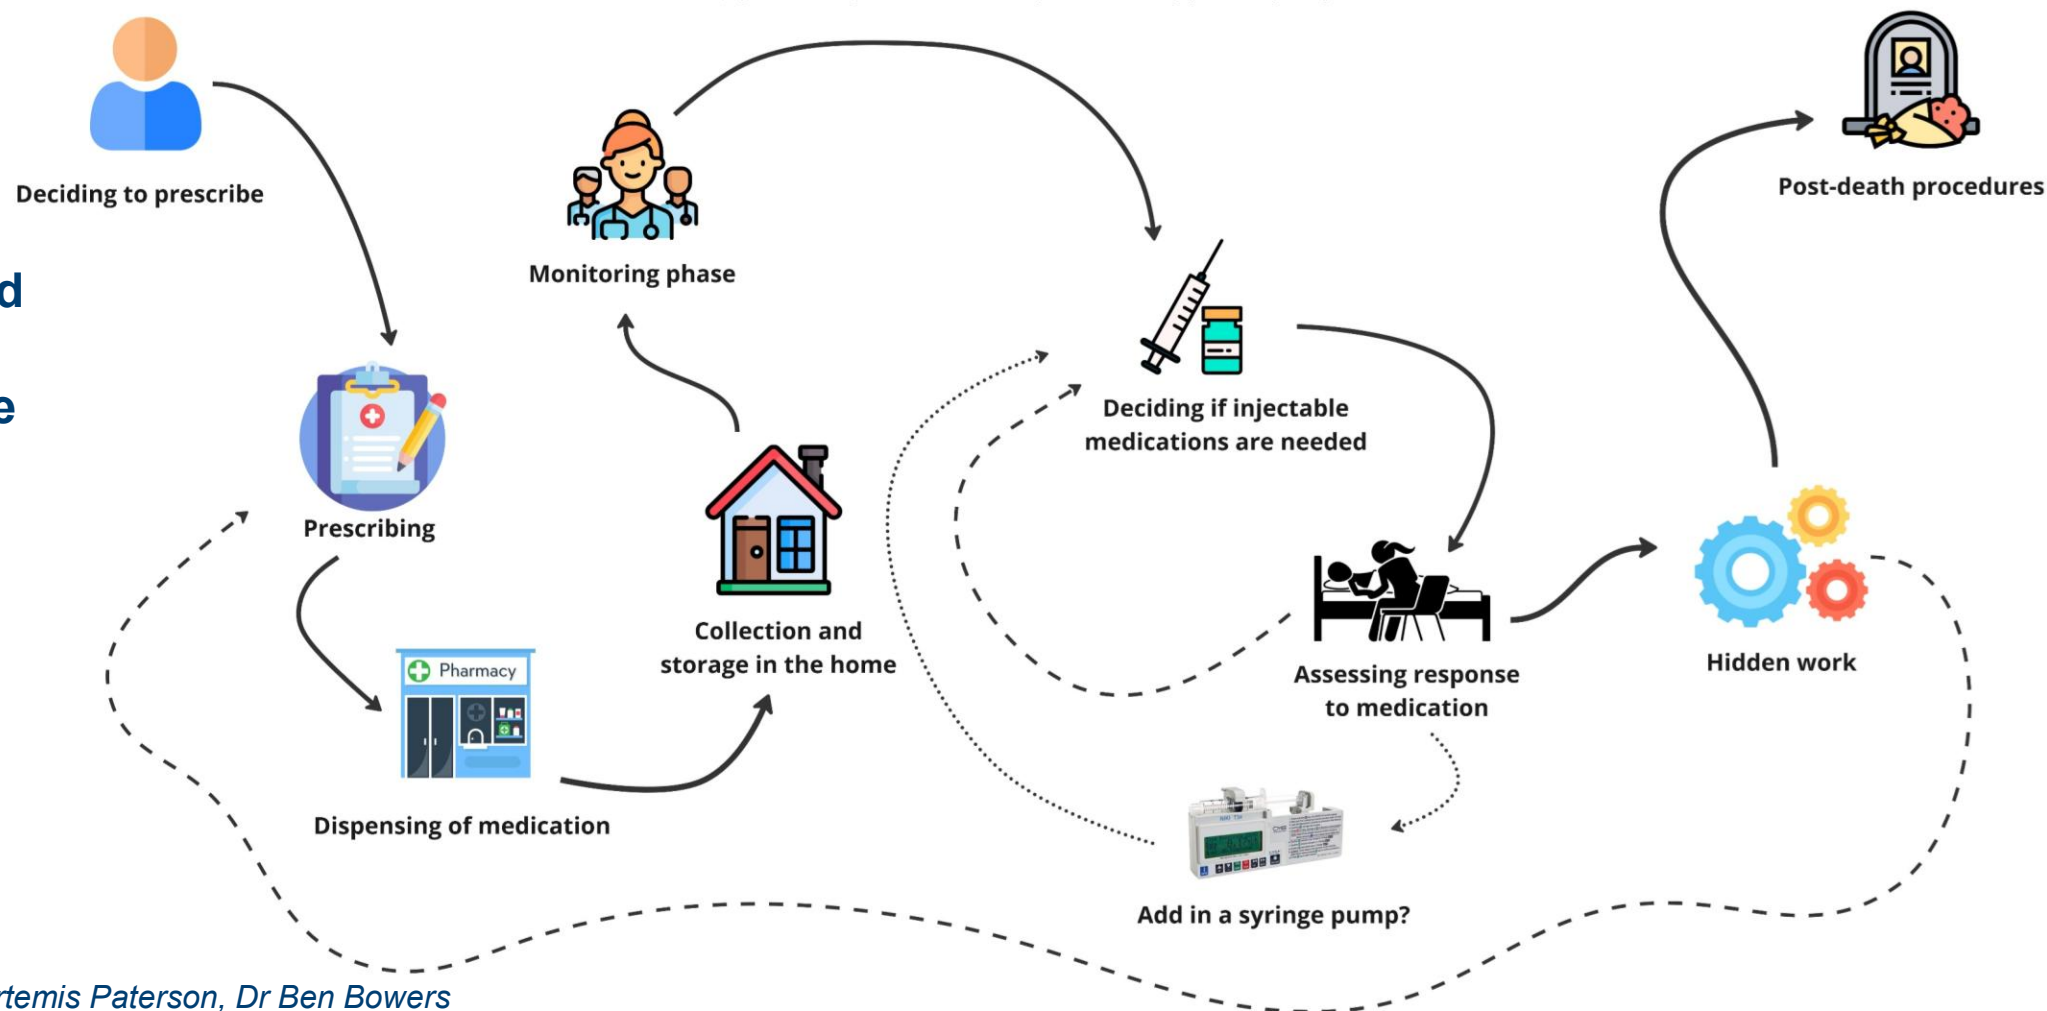 Deciding to prescribe
Post-death procedures
Monitoring phase
d
e
Deciding if injectable
medications are needed
Prescribing
Pharmacy
Collection and
storage in the home
Assessing response
to medication
Hidden work
Dispensing of medication
Add in a syringe pump?
rtemis Paterson, Dr Ben Bowers